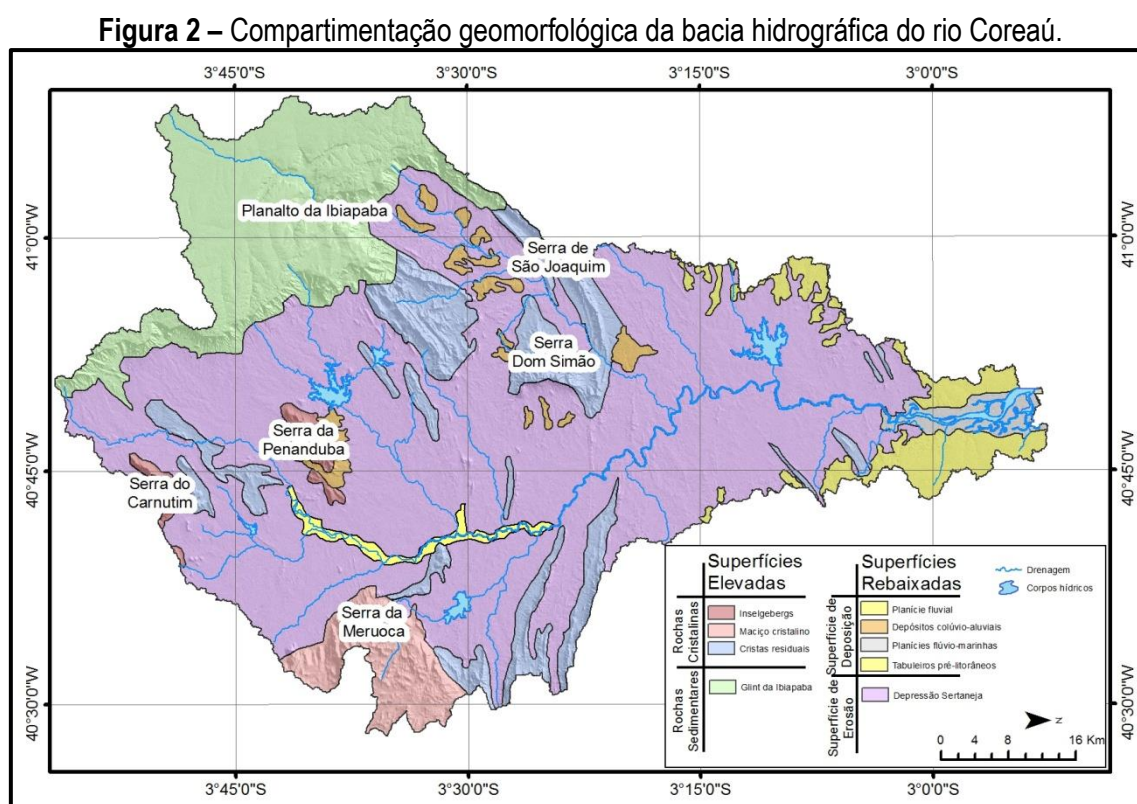 Figura 2 – Compartimentação geomorfológica da bacia hidrográfica do rio Coreaú.
3°45'0"S 3°30'0"S 3°15'0"S 3°0'0"S
41°0'0"W
41°0'0"W
40°45'0"W
40°45'0"W
40°30'0"W
40°30'0"W
Planalto da Ibiapaba
Serra de
São Joaquim
Serra
Dom Simão
Serra da
Penanduba
Serra do
Carnutim
Serra da
Meruoca
Superfícies
Elevadas
Rochas
Cristalinas
Inselgebergs
Maciço cristalino
Cristas residuais
Rochas
Sedimentares
Glint da Ibiapaba
Superfícies
Rebaixadas
Superfície de
Deposição
Planície fluvial
Depósitos colúvio-aluviais
Planícies flúvio-marinhas
Tabuleiros pré-litorâneos
Superfície de
Erosão
Depressão Sertaneja
Drenagem
Corpos hídricos
N
0 4 8 16 Km
3°45'0"S 3°30'0"S 3°15'0"S 3°0'0"S